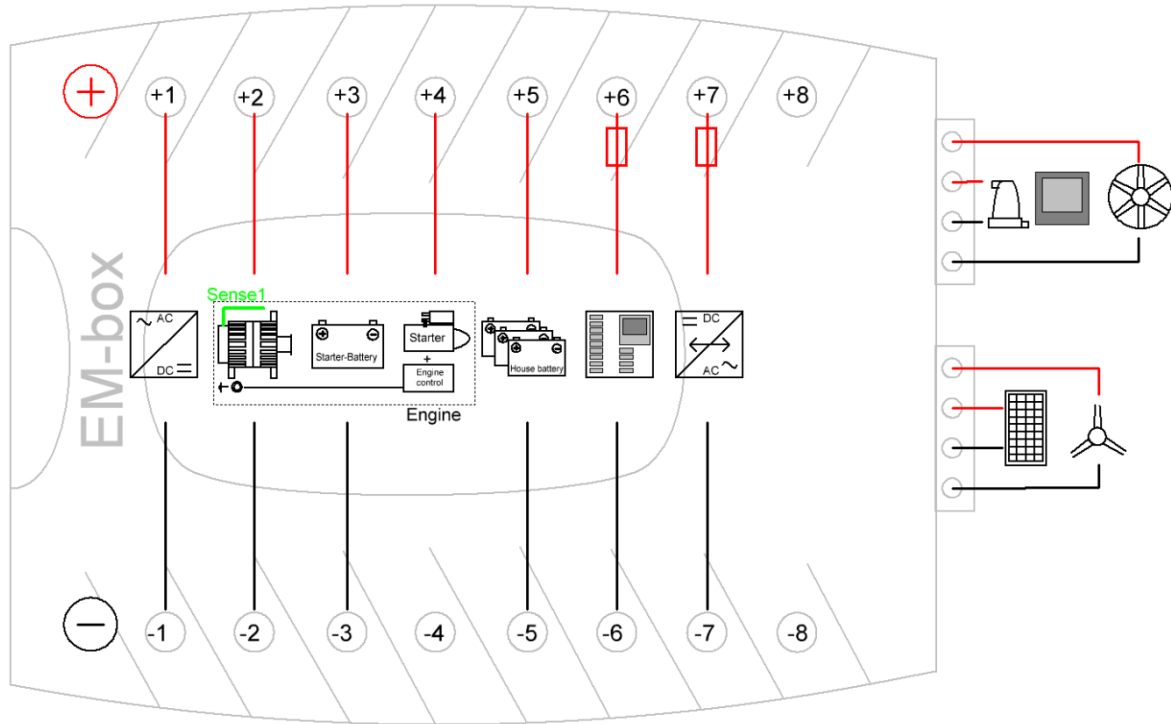 +1 +2 +3 +4 +5 +6 +7 +8
EM-box
Sense1
AC
DC
Starter-Battery
Starter
+
Engine
control
House battery
DC
AC
Engine
-1 -2 -3 -4 -5 -6 -7 -8